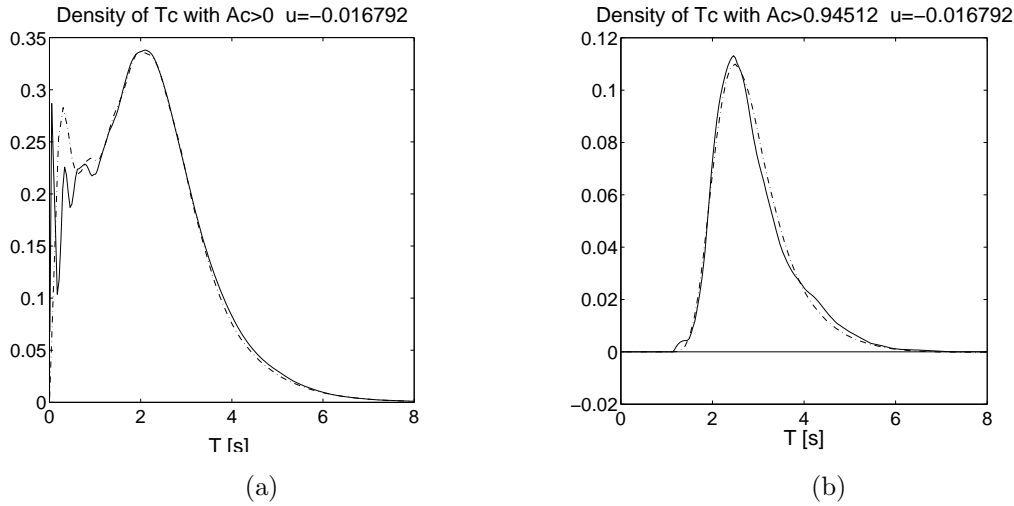 Density of Tc with Ac>0 u=−0.016792
0.35
0.3
0.25
0.2
0.15
0.1
0.05
0
0 2 4 6 8
T [s]
(a)
Density of Tc with Ac>0.94512 u=−0.016792
0.12
0.1
0.08
0.06
0.04
0.02
0
−0.02
0 2 4 6 8
T [s]
(b)